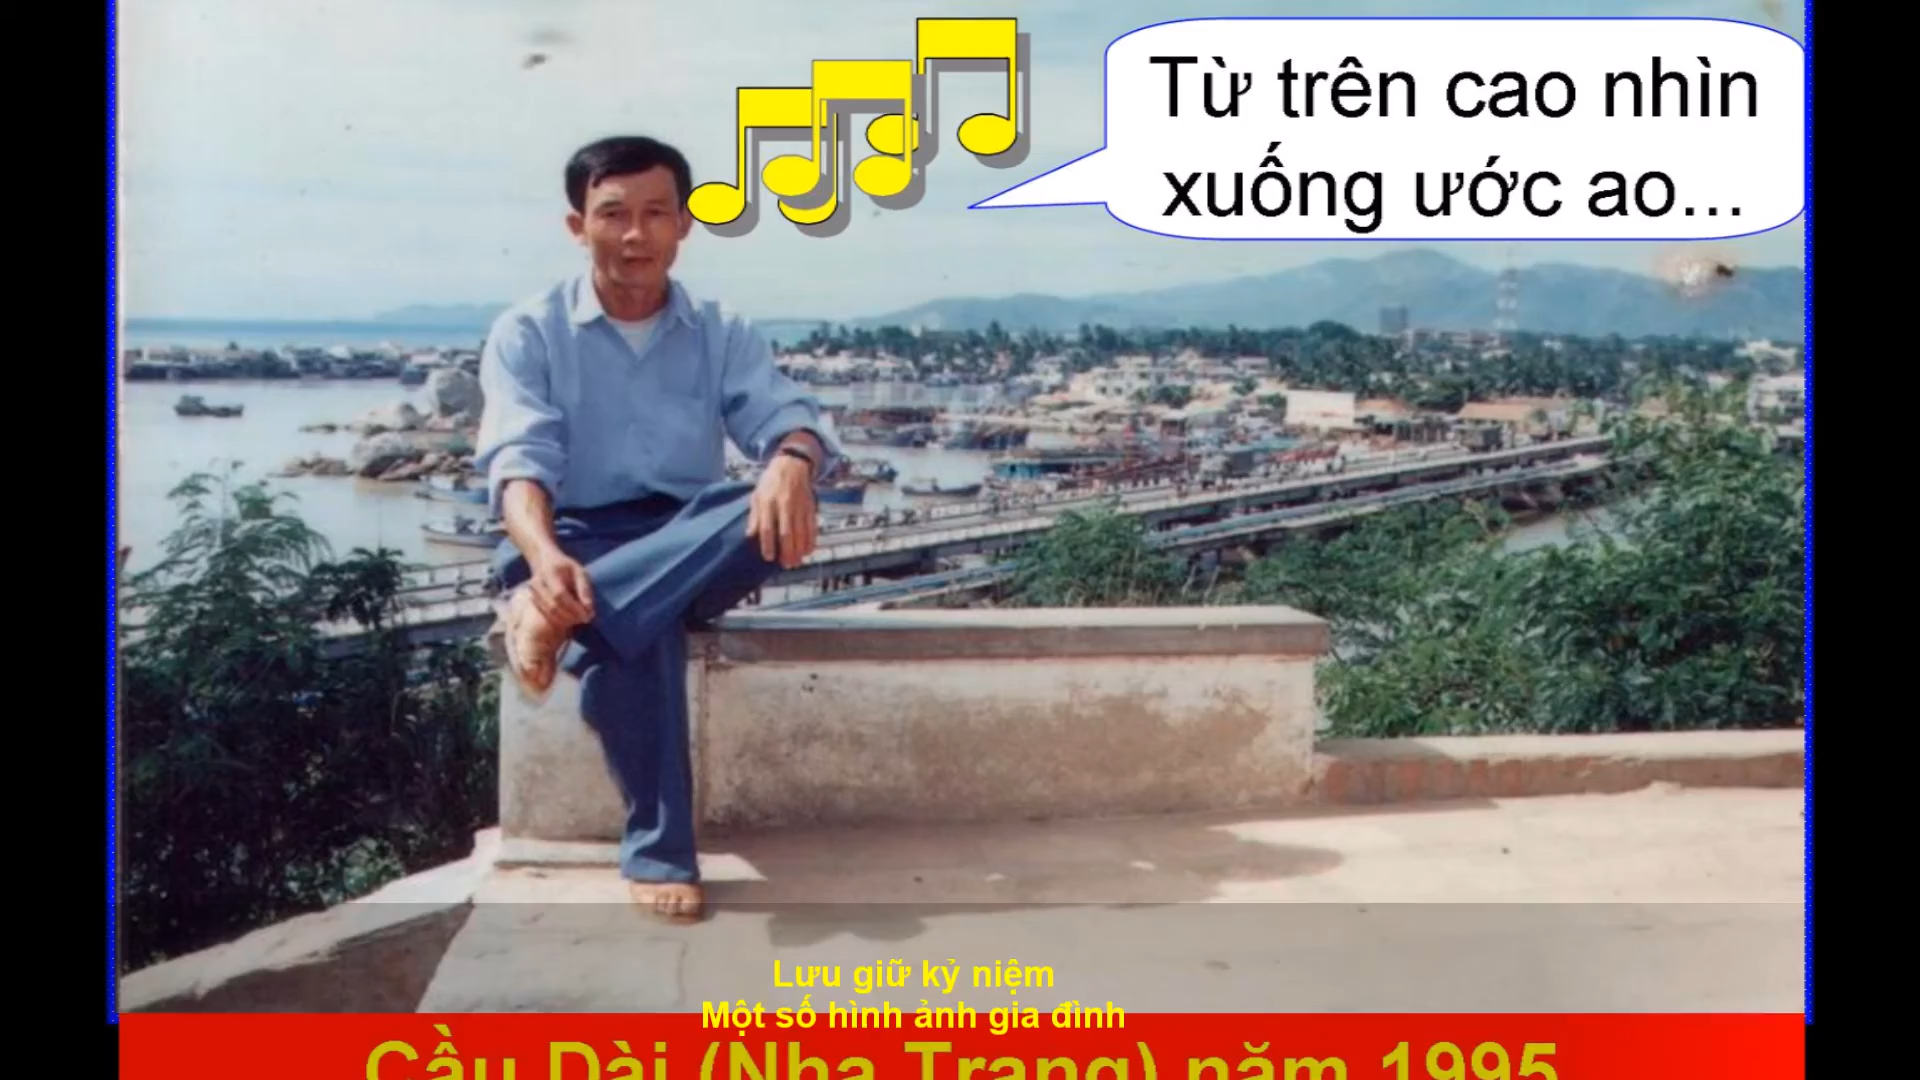 Từ trên cao nhìn
xuống ước ao...
Lưu giữ kỷ niệm
Một số hình ảnh gia đình
Cầu Dài (Nha Trang) năm 1995